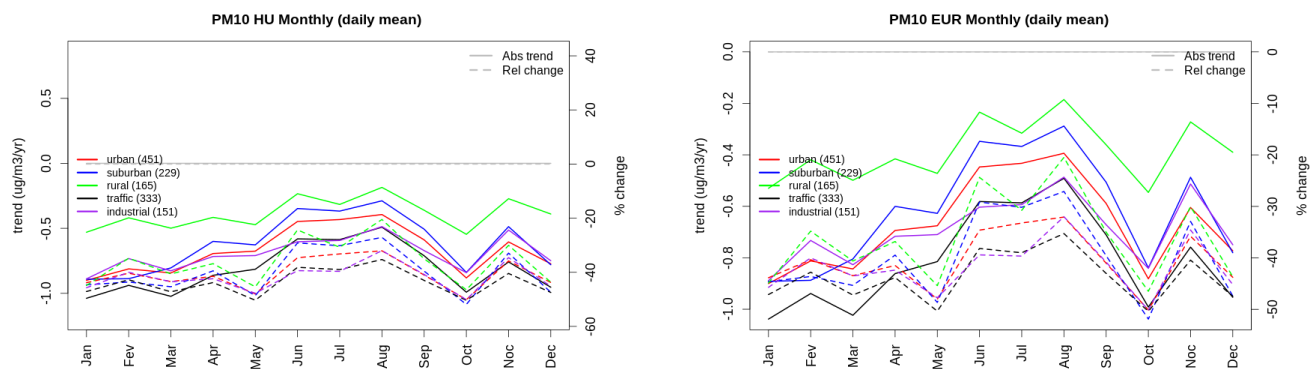 PM10 HU Monthly (daily mean)
trend (ug/m3/yr)
0.5
0.0
-0.5
-1.0
Abs trend
Rel change
urban (451)
suburban (229)
rural (165)
traffic (333)
industrial (151)
40
20
0
-20
-40
-60
% change
Jan
Fev
Mar
Apr
May
Jun
Jul
Aug
Sep
Oct
Noc
Dec
PM10 EUR Monthly (daily mean)
trend (ug/m3/yr)
0.0
-0.2
-0.4
-0.6
-0.8
-1.0
Abs trend
Rel change
urban (451)
suburban (229)
rural (165)
traffic (333)
industrial (151)
0
-10
-20
-30
-40
-50
% change
Jan
Fev
Mar
Apr
May
Jun
Jul
Aug
Sep
Oct
Noc
Dec